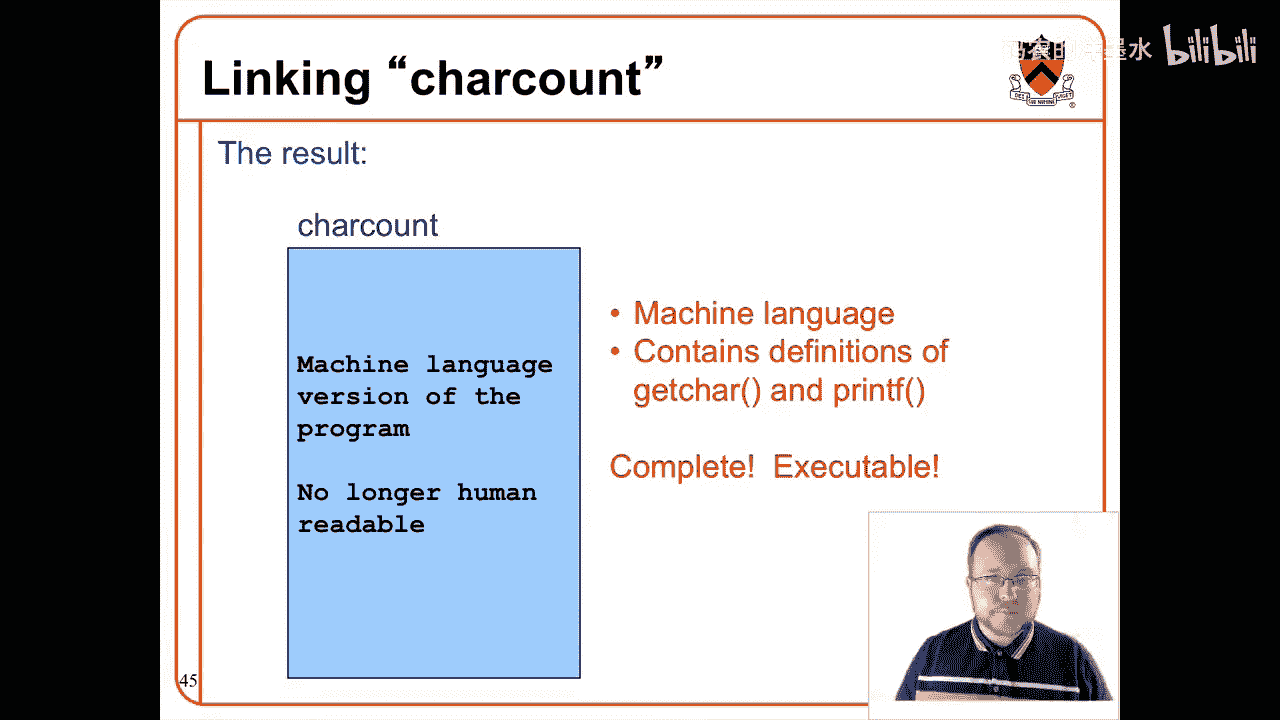 Linking “charcount”
bilibili
The result:
charcount
Machine language
version of the
program
No longer human
readable
• Machine language
• Contains definitions of
getchar() and printf()
Complete! Executable!
45